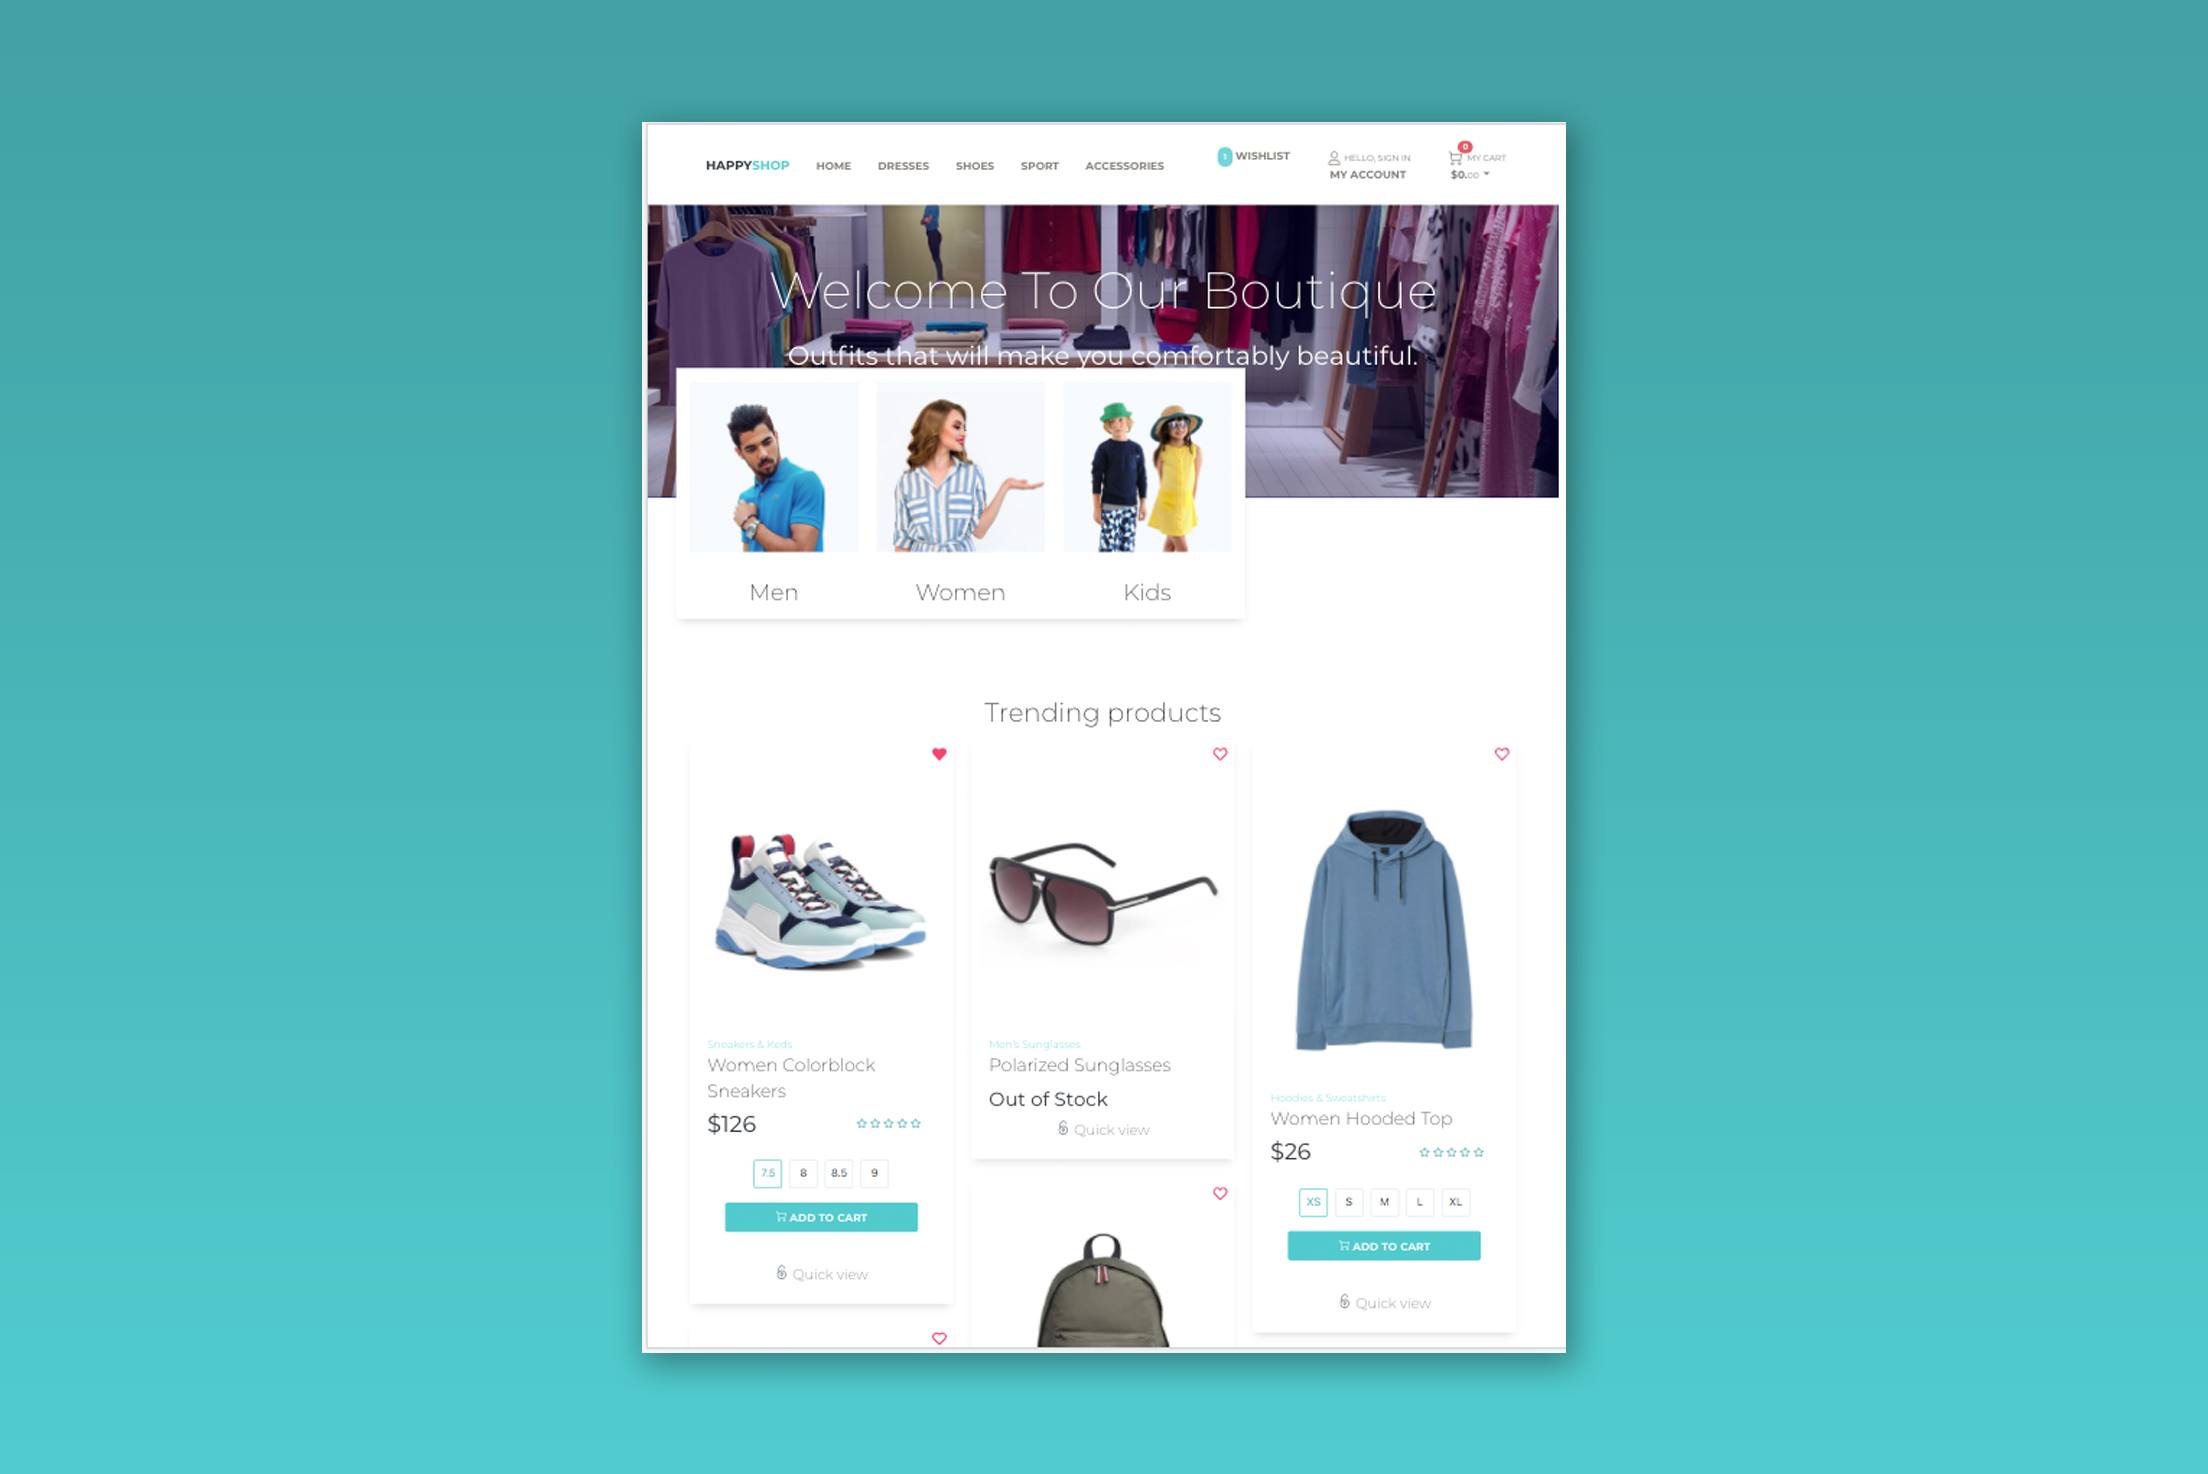 HAPPYSHOP HOME DRESSES SHOES SPORT ACCESSORIES 1 WISHLIST HELLO, SIGN IN MY ACCOUNT 0 MY CART $0.00
Welcome To Our Boutique
Outfits that will make you comfortably beautiful.
Men Women Kids
Trending products
Sneakers & Keds
Women Colorblock
Sneakers
$126
7.5 8 8.5 9
ADD TO CART
Quick view
Men's Sunglasses
Polarized Sunglasses
Out of Stock
Quick view
Hoodies & Sweatshirts
Women Hooded Top
$26
XS S M L XL
ADD TO CART
Quick view